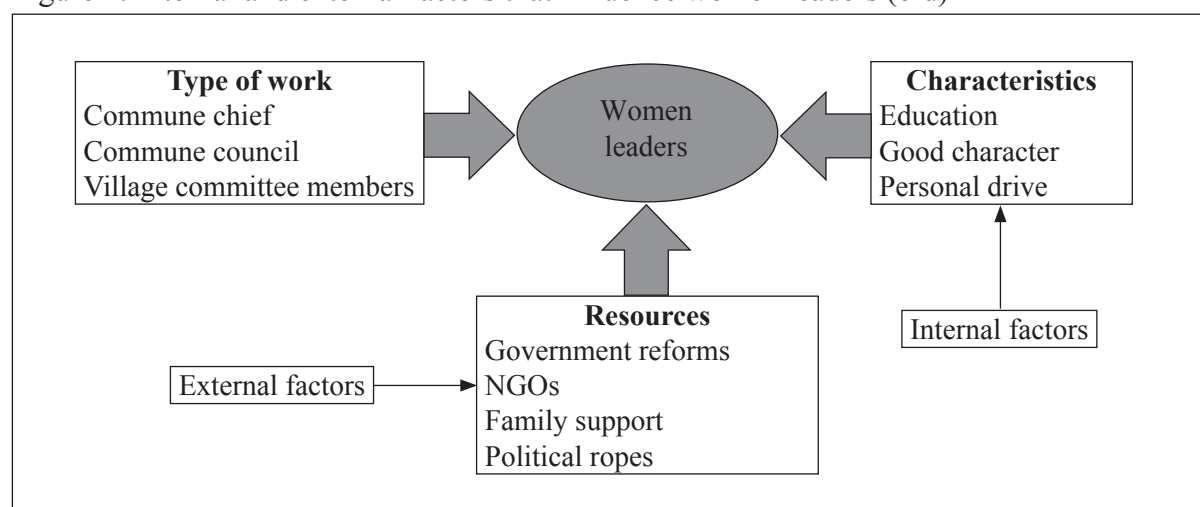 Type of work
Commune chief
Commune council
Village committee members
Women
leaders
Characteristics
Education
Good character
Personal drive
Resources
Government reforms
NGOs
Family support
Political ropes
External factors
Internal factors